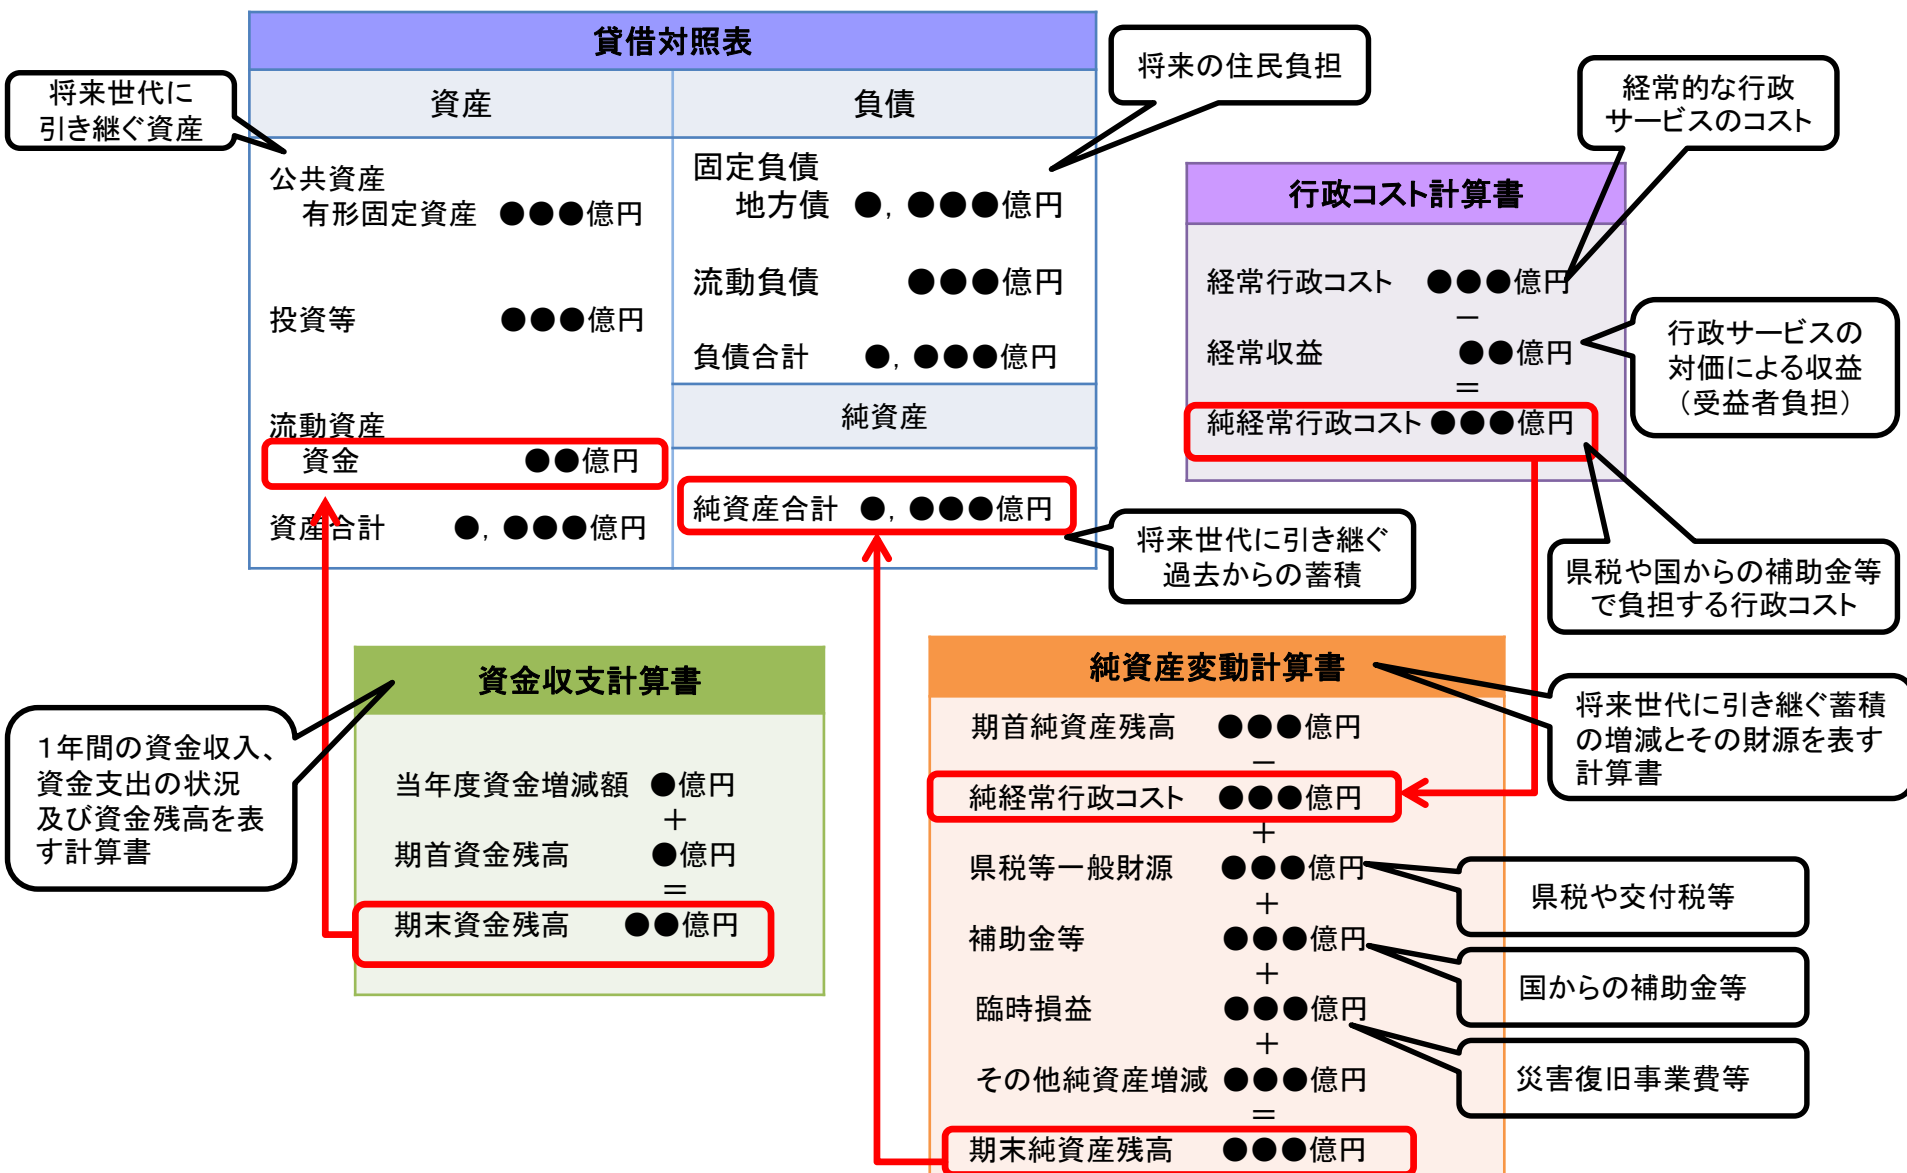 貸借対照表
資産
負債
将来世代に
引き継ぐ資産
将来の住民負担
公共資産
有形固定資産 ●●●億円
投資等 ●●●億円
流動資産
資金 ●●億円
資産合計 ●，●●●億円
固定負債
地方債 ●，●●●億円
流動負債 ●●●億円
負債合計 ●，●●●億円
純資産
純資産合計 ●，●●●億円
将来世代に引き継ぐ
過去からの蓄積
経常的な行政
サービスのコスト
行政コスト計算書
経常行政コスト ●●●億円
－
経常収益 ●●億円
＝
純経常行政コスト ●●●億円
行政サービスの
対価による収益
（受益者負担）
県税や国からの補助金等
で負担する行政コスト
資金収支計算書
１年間の資金収入、
資金支出の状況
及び資金残高を表
す計算書
当年度資金増減額 ●億円
＋
期首資金残高 ●億円
＝
期末資金残高 ●●億円
純資産変動計算書
将来世代に引き継ぐ蓄積
の増減とその財源を表す
計算書
期首純資産残高 ●●●億円
－
純経常行政コスト ●●●億円
＋
県税等一般財源 ●●●億円
＋
補助金等 ●●●億円
＋
臨時損益 ●●●億円
＋
その他純資産増減 ●●●億円
＝
期末純資産残高 ●●●億円
県税や交付税等
国からの補助金等
災害復旧事業費等